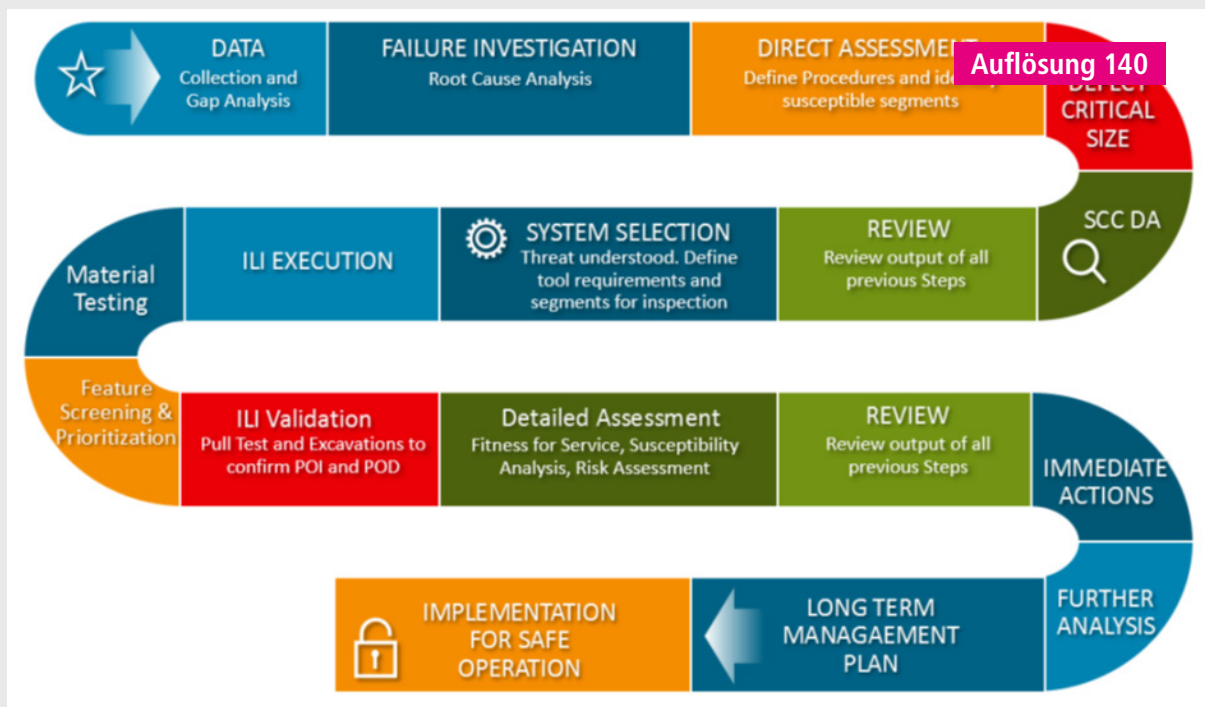 DATA
Collection and
Gap Analysis
FAILURE INVESTIGATION
Root Cause Analysis
DIRECT ASSESSMENT
Define Procedures and
susceptible segments
Auflösung 140
DEFECT
CRITICAL
SIZE
SCC DA
REVIEW
Review output of all
previous Steps
SYSTEM SELECTION
Threat understood. Define
tool requirements and
segments for inspection
ILI EXECUTION
Material
Testing
Feature
Screening &
Prioritization
ILI Validation
Pull Test and Excavations to
confirm POI and POD
Detailed Assessment
Fitness for Service, Susceptibility
Analysis, Risk Assessment
REVIEW
Review output of all
previous Steps
IMMEDIATE
ACTIONS
FURTHER
ANALYSIS
LONG TERM
MANAGAEMENT
PLAN
IMPLEMENTATION
FOR SAFE
OPERATION